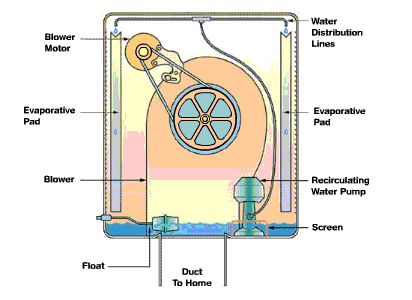 Water
Distribution
Lines
Blower
Motor
Evaporative
Pad
Evaporative
Pad
Blower
Recirculating
Water Pump
Screen
Float
Duct
To Home